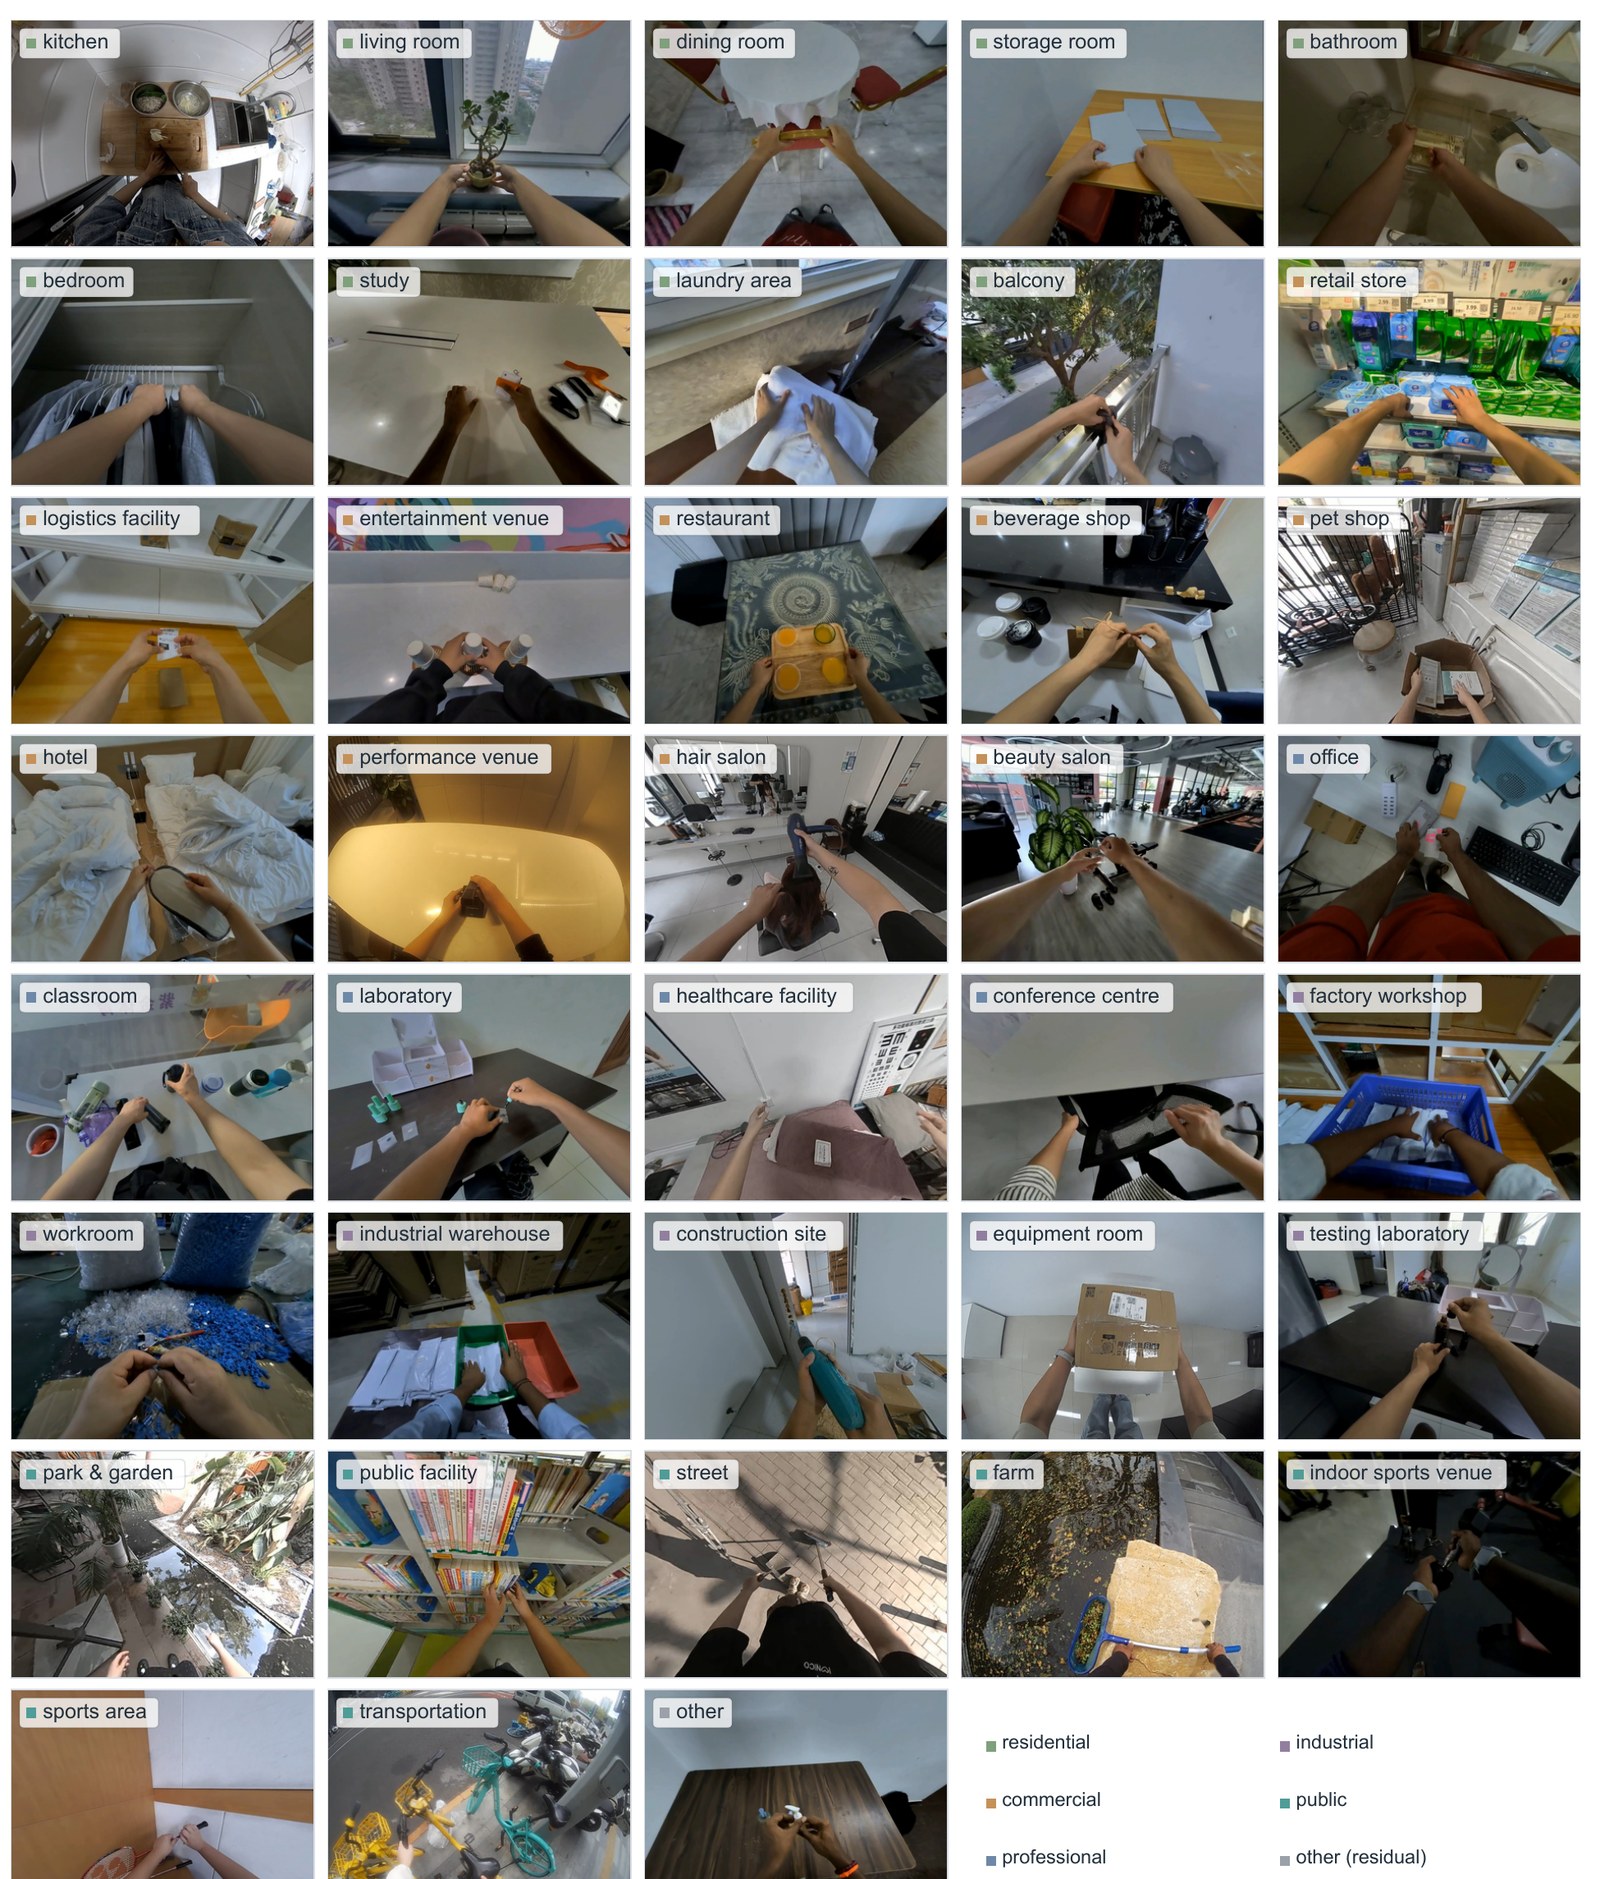 kitchen
living room
dining room
storage room
bathroom
bedroom
study
laundry area
balcony
retail store
logistics facility
entertainment venue
restaurant
beverage shop
pet shop
hotel
performance venue
hair salon
beauty salon
office
classroom
laboratory
healthcare facility
conference centre
factory workshop
workroom
industrial warehouse
construction site
equipment room
testing laboratory
park & garden
public facility
street
farm
indoor sports venue
sports area
transportation
other
residential
industrial
commercial
public
professional
other (residual)